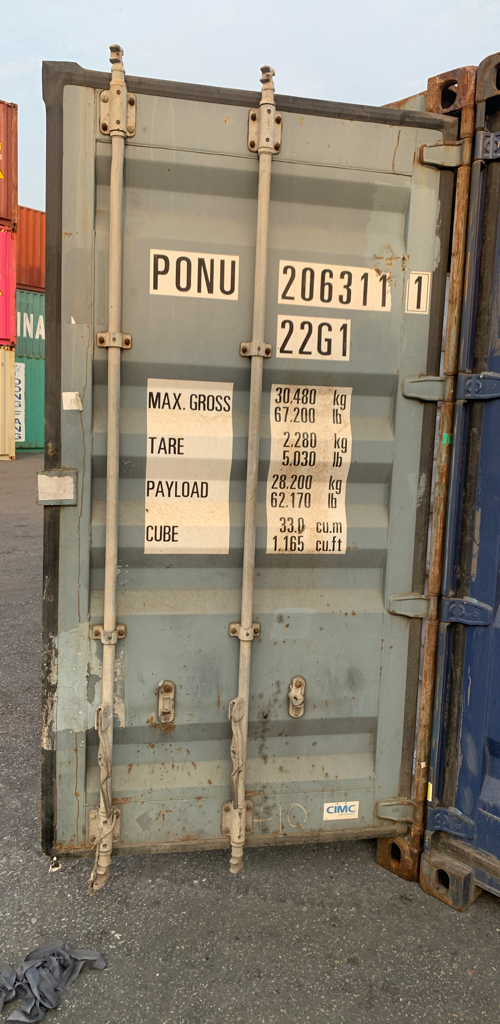 PONU 206311 1
22G1
MAX. GROSS 30.480 kg
67.200 lb
TARE 2.280 kg
5.030 lb
PAYLOAD 28.200 kg
62.170 lb
CUBE 33.0 cu.m
1.165 cu.ft
CIMC
INA